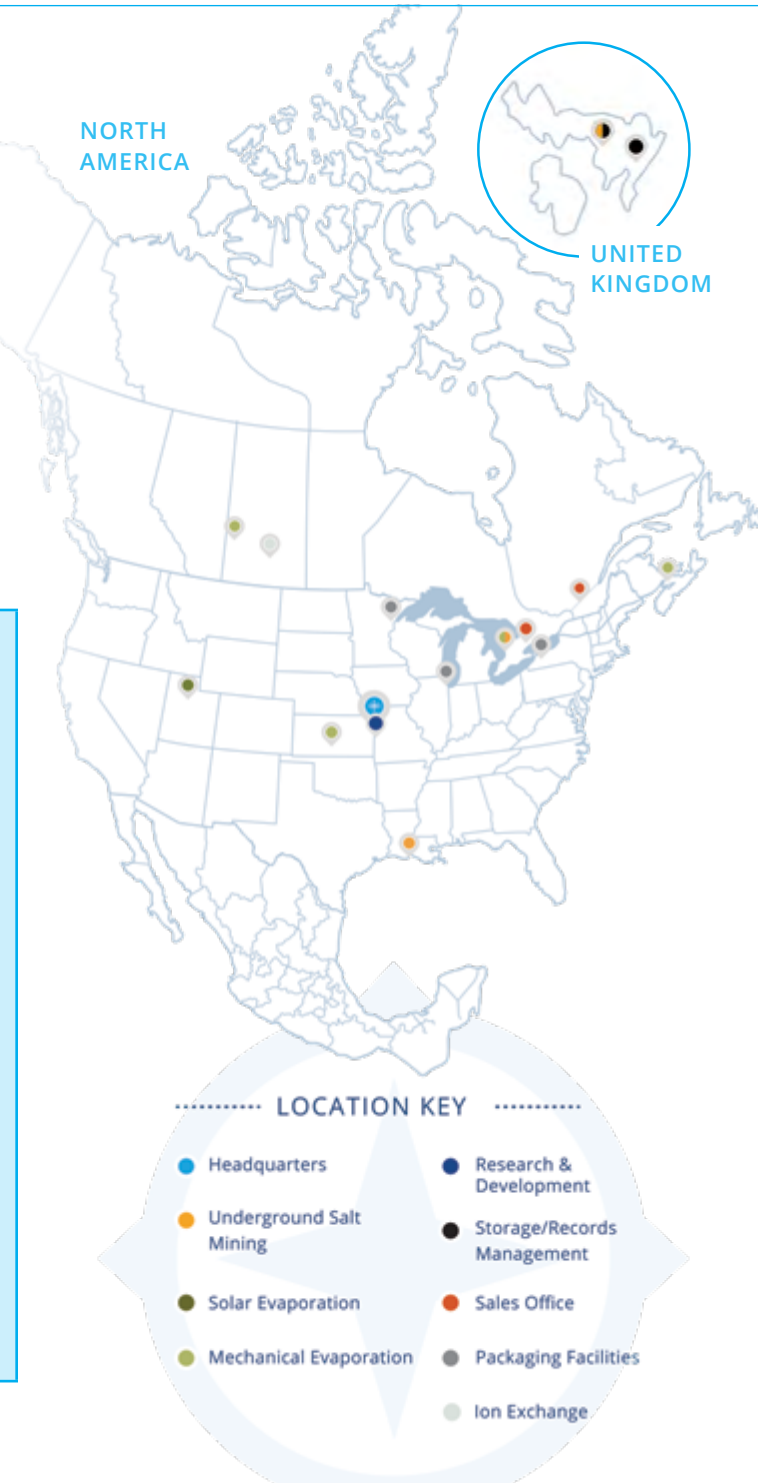 NORTH
AMERICA
UNITED
KINGDOM
LOCATION KEY
Headquarters
Underground Salt
Mining
Solar Evaporation
Mechanical Evaporation
Research &
Development
Storage/Records
Management
Sales Office
Packaging Facilities
Ion Exchange